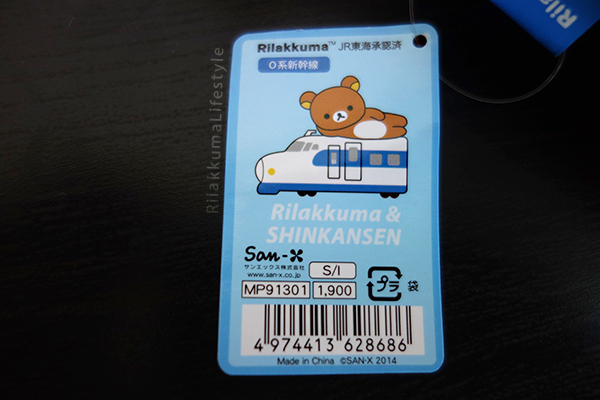 Rilakkuma™ JR東海承認済
0系新幹線
Rilakkuma &
SHINKANSEN
San-X
サンエックス株式会社
www.san-x.co.jp
S/I
MP91301 1,900
プラ 袋
4 974413 628686
Made in China ©SAN-X 2014
RilakkumaLifestyle
Ril